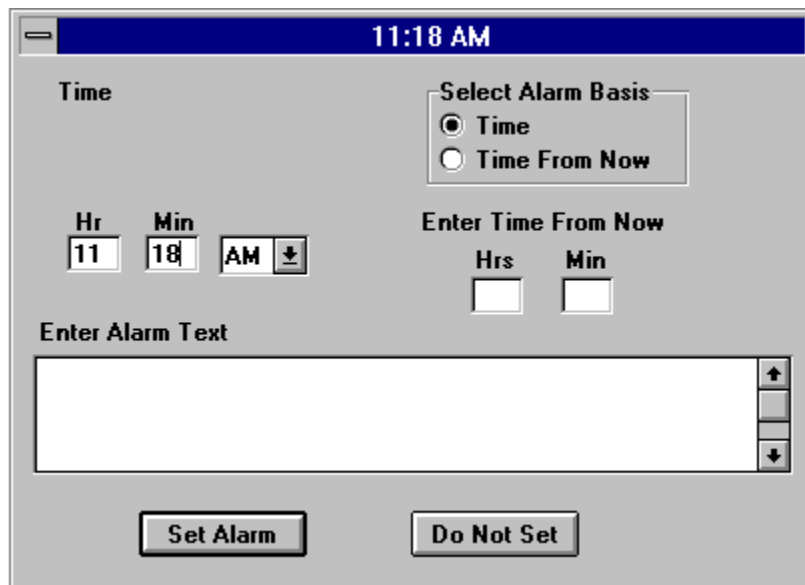 11:18 AM
Time
Select Alarm Basis
Time
Time From Now
Hr Min
11 18 AM
Enter Time From Now
Hrs Min
Enter Alarm Text
Set Alarm Do Not Set